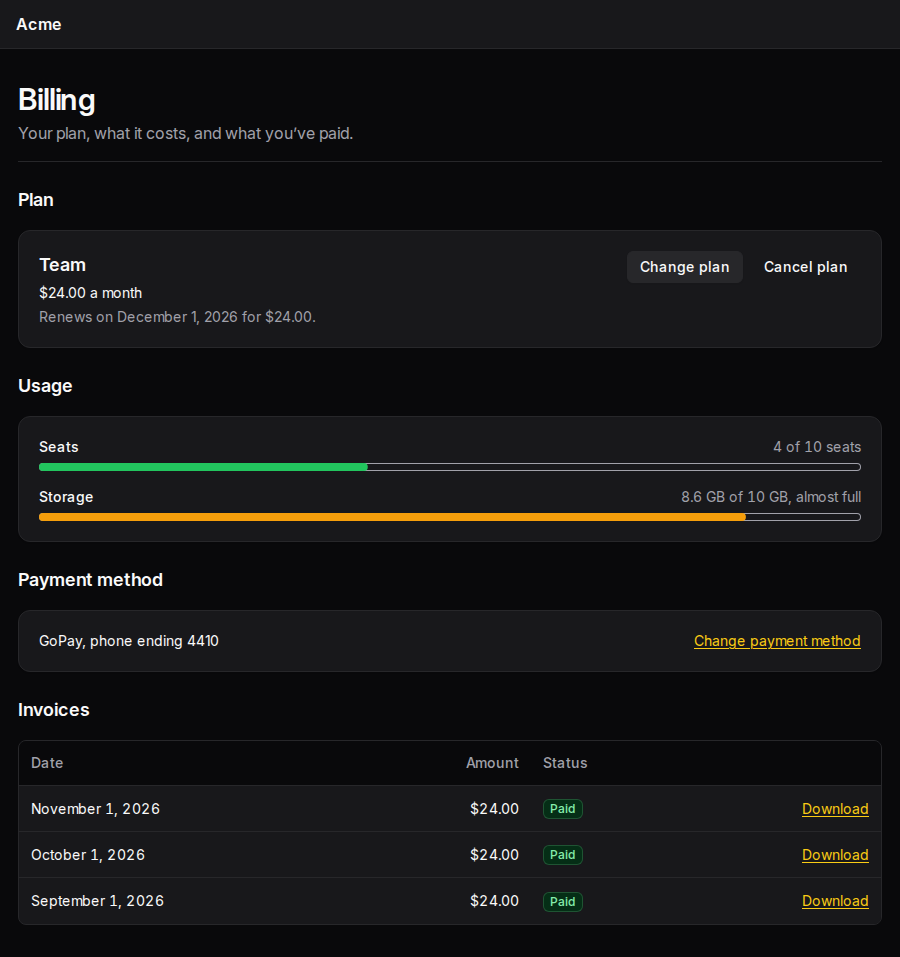 Acme
Billing
Your plan, what it costs, and what you’ve paid.
Plan
Team
Change plan
Cancel plan
$24.00 a month
Renews on December 1, 2026 for $24.00.
Usage
Seats 4 of 10 seats
Storage 8.6 GB of 10 GB, almost full
Payment method
GoPay, phone ending 4410 Change payment method
Invoices
Date Amount Status
November 1, 2026 $24.00 Paid Download
October 1, 2026 $24.00 Paid Download
September 1, 2026 $24.00 Paid Download